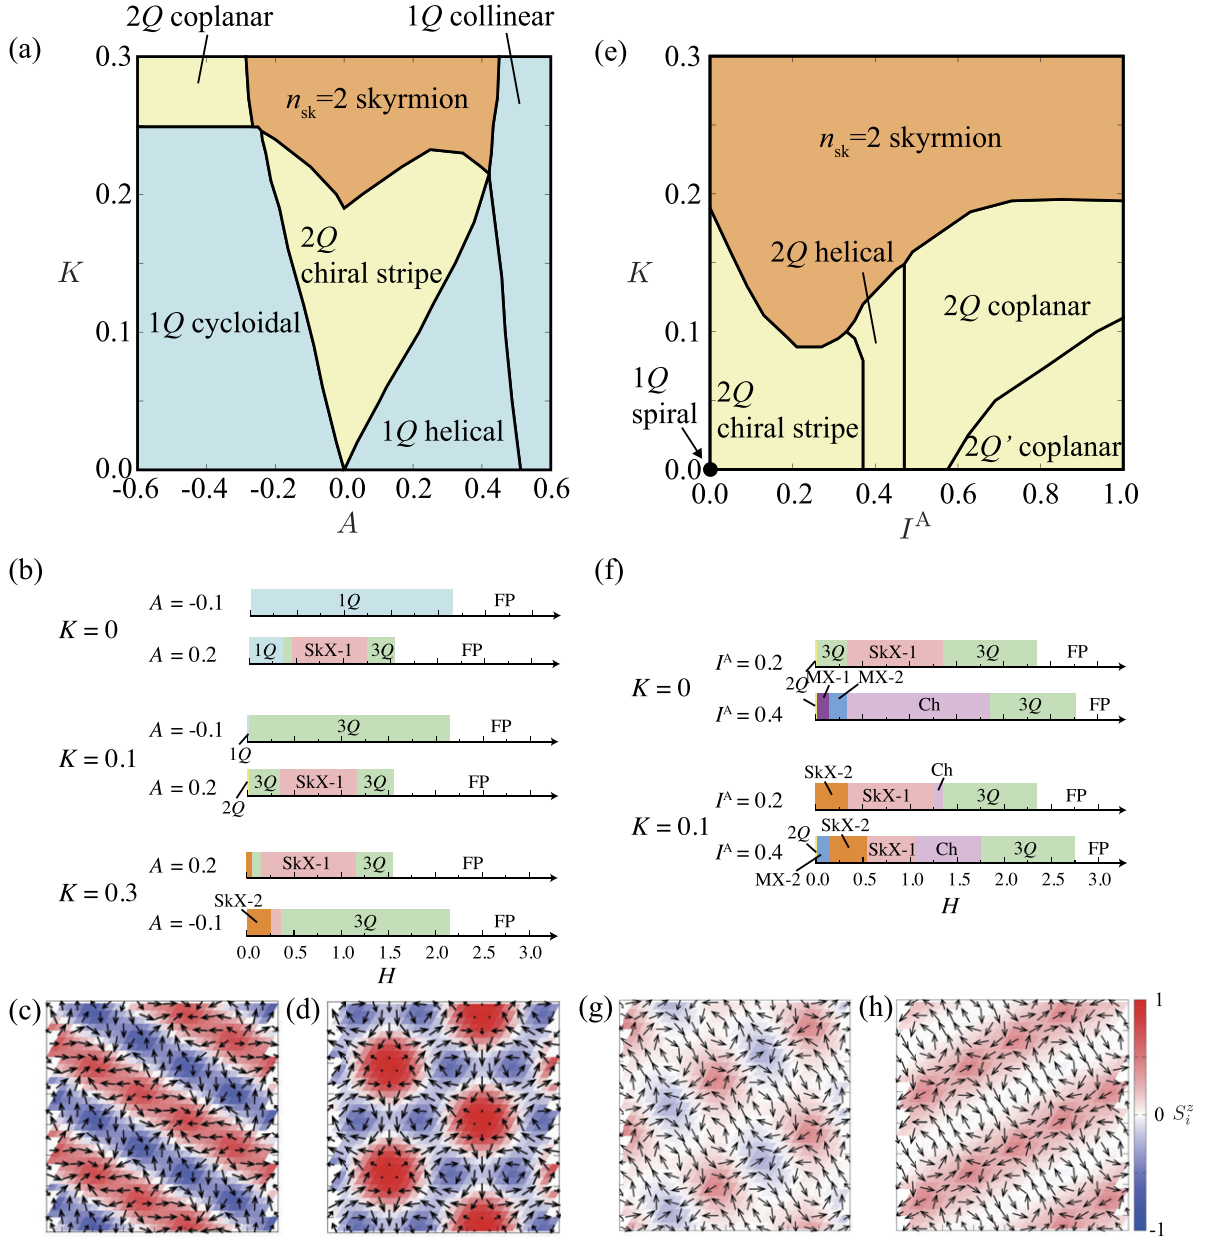 2Q coplanar
1Q collinear
(a)
0.3
n_sk=2 skyrmion
0.2
K
2Q
chiral stripe
1Q cycloidal
0.1
1Q helical
0.0
-0.6 -0.4 -0.2 0.0 0.2 0.4 0.6
A
(e)
0.3
n_sk=2 skyrmion
0.2
2Q helical
K
2Q coplanar
0.1
1Q
spiral
2Q
chiral stripe
2Q' coplanar
0.0
0.0 0.2 0.4 0.6 0.8 1.0
I^A
(b)
K = 0
A = -0.1 1Q FP
A = 0.2 1Q SkX-1 3Q FP
K = 0.1
A = -0.1 3Q FP
1Q
A = 0.2 3Q SkX-1 3Q FP
2Q
K = 0.3
A = 0.2 SkX-1 3Q FP
SkX-2
A = -0.1 3Q FP
0.0 0.5 1.0 1.5 2.0 2.5 3.0
H
(f)
K = 0
I^A = 0.2 3Q SkX-1 3Q FP
2Q MX-1 MX-2
I^A = 0.4 Ch 3Q FP
K = 0.1
SkX-2 Ch
I^A = 0.2 SkX-1 3Q FP
2Q SkX-2
I^A = 0.4 SkX-1 Ch 3Q FP
MX-2
0.0 0.5 1.0 1.5 2.0 2.5 3.0
H
(c)
(d)
(g)
(h)
1
0 S_i^z
-1